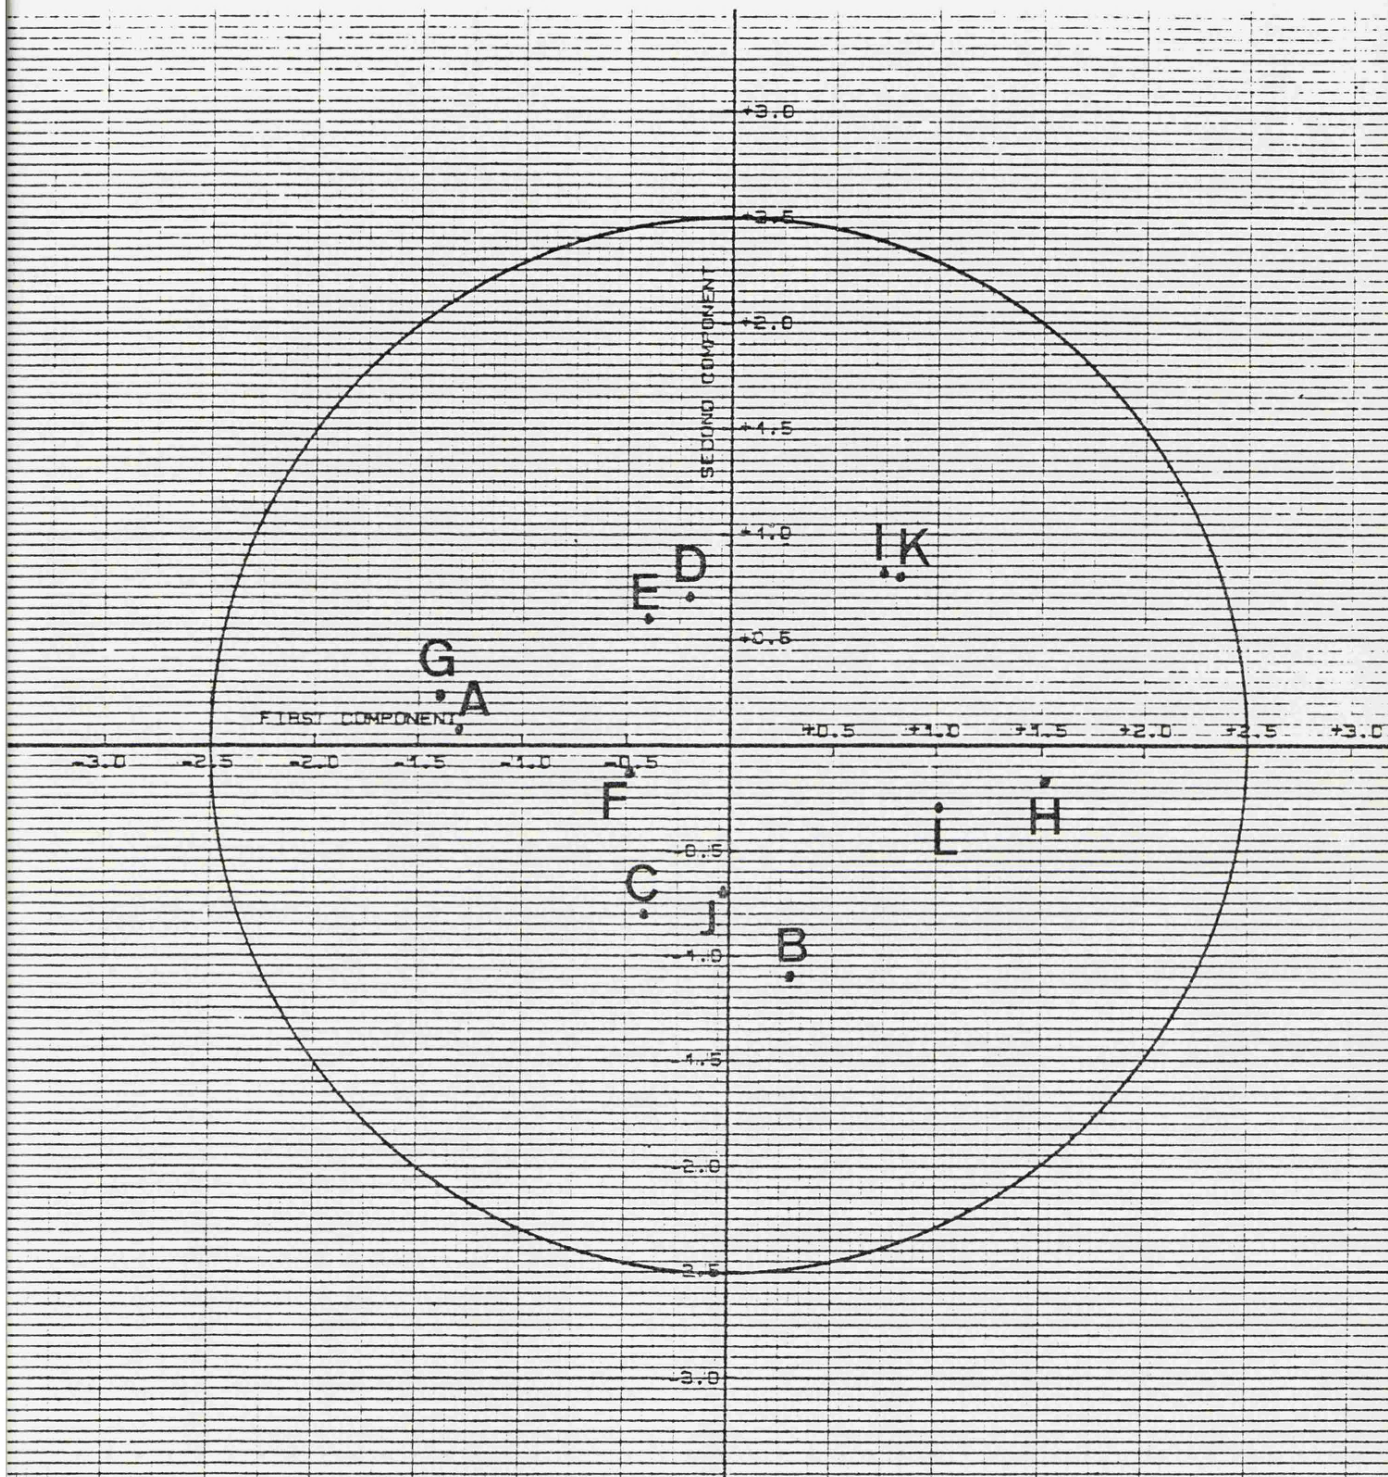 +3.0
+3.5
SECOND COMPONENT
+2.0
+1.5
+1.0
I K
D
E
+0.5
G
A
FIRST COMPONENT
+0.5 +1.0 +1.5 +2.0 +2.5 +3.0
-3.0 -2.5 -2.0 -1.5 -1.0 -0.5
F
H
L
-0.5
C
J
B
-1.0
-1.5
-2.0
-2.5
-3.0